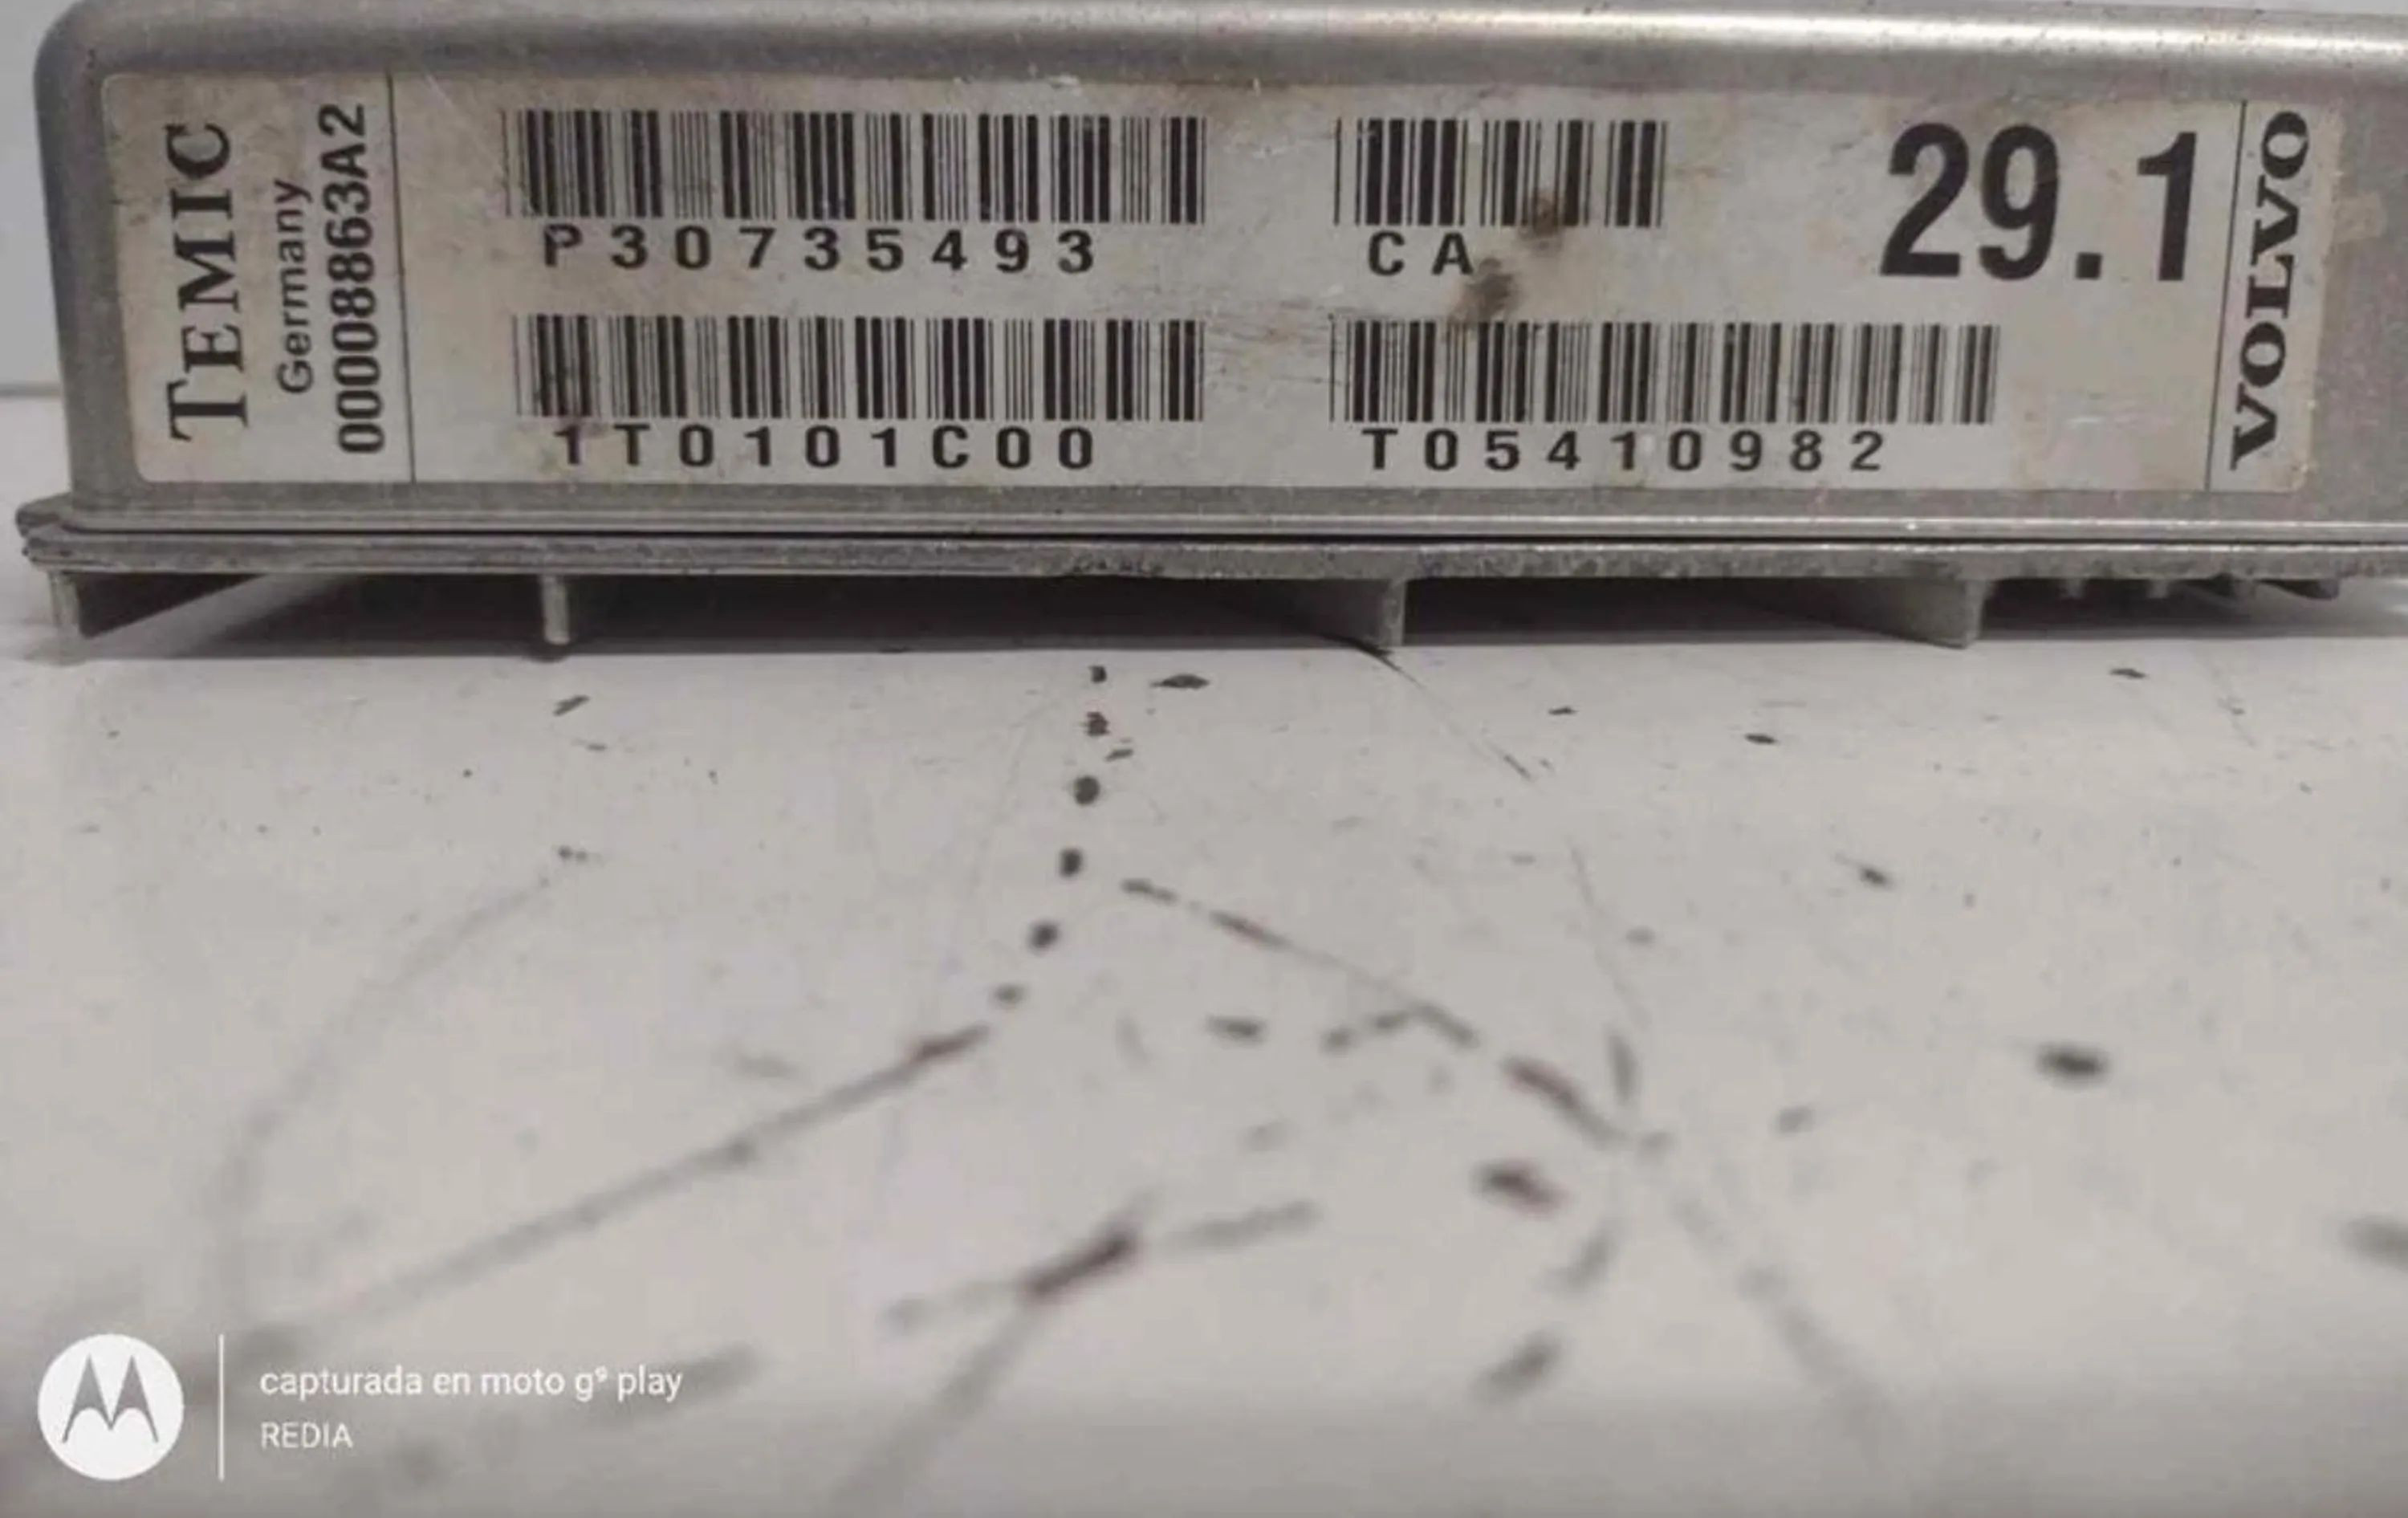 TEMIC
Germany
00008863A2
P30735493
CA
29.1
1T0101C00
T05410982
VOLVO
capturada en moto g⁹ play
REDIA